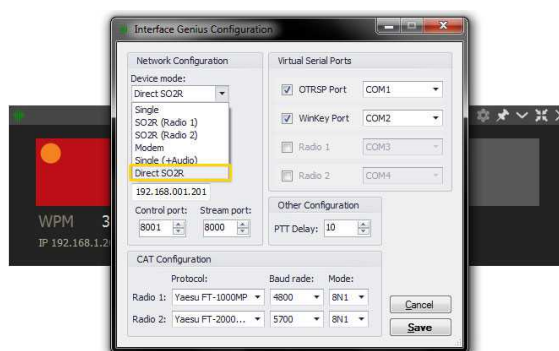 Interface Genius Configuration
Network Configuration
Device mode:
Direct SO2R
Single
SO2R (Radio 1)
SO2R (Radio 2)
Modem
Single (+Audio)
Direct SO2R
192.168.001.201
Control port: Stream port:
8001 8000
Virtual Serial Ports
OTRSP Port COM1
WinKey Port COM2
Radio 1 COM3
Radio 2 COM4
Other Configuration
PTT Delay: 10
CAT Configuration
Protocol: Baud rade: Mode:
Radio 1: Yaesu FT-1000MP 4800 8N1
Radio 2: Yaesu FT-2000... 5700 8N1
Cancel
Save
WPM 3
IP 192.168.1.2